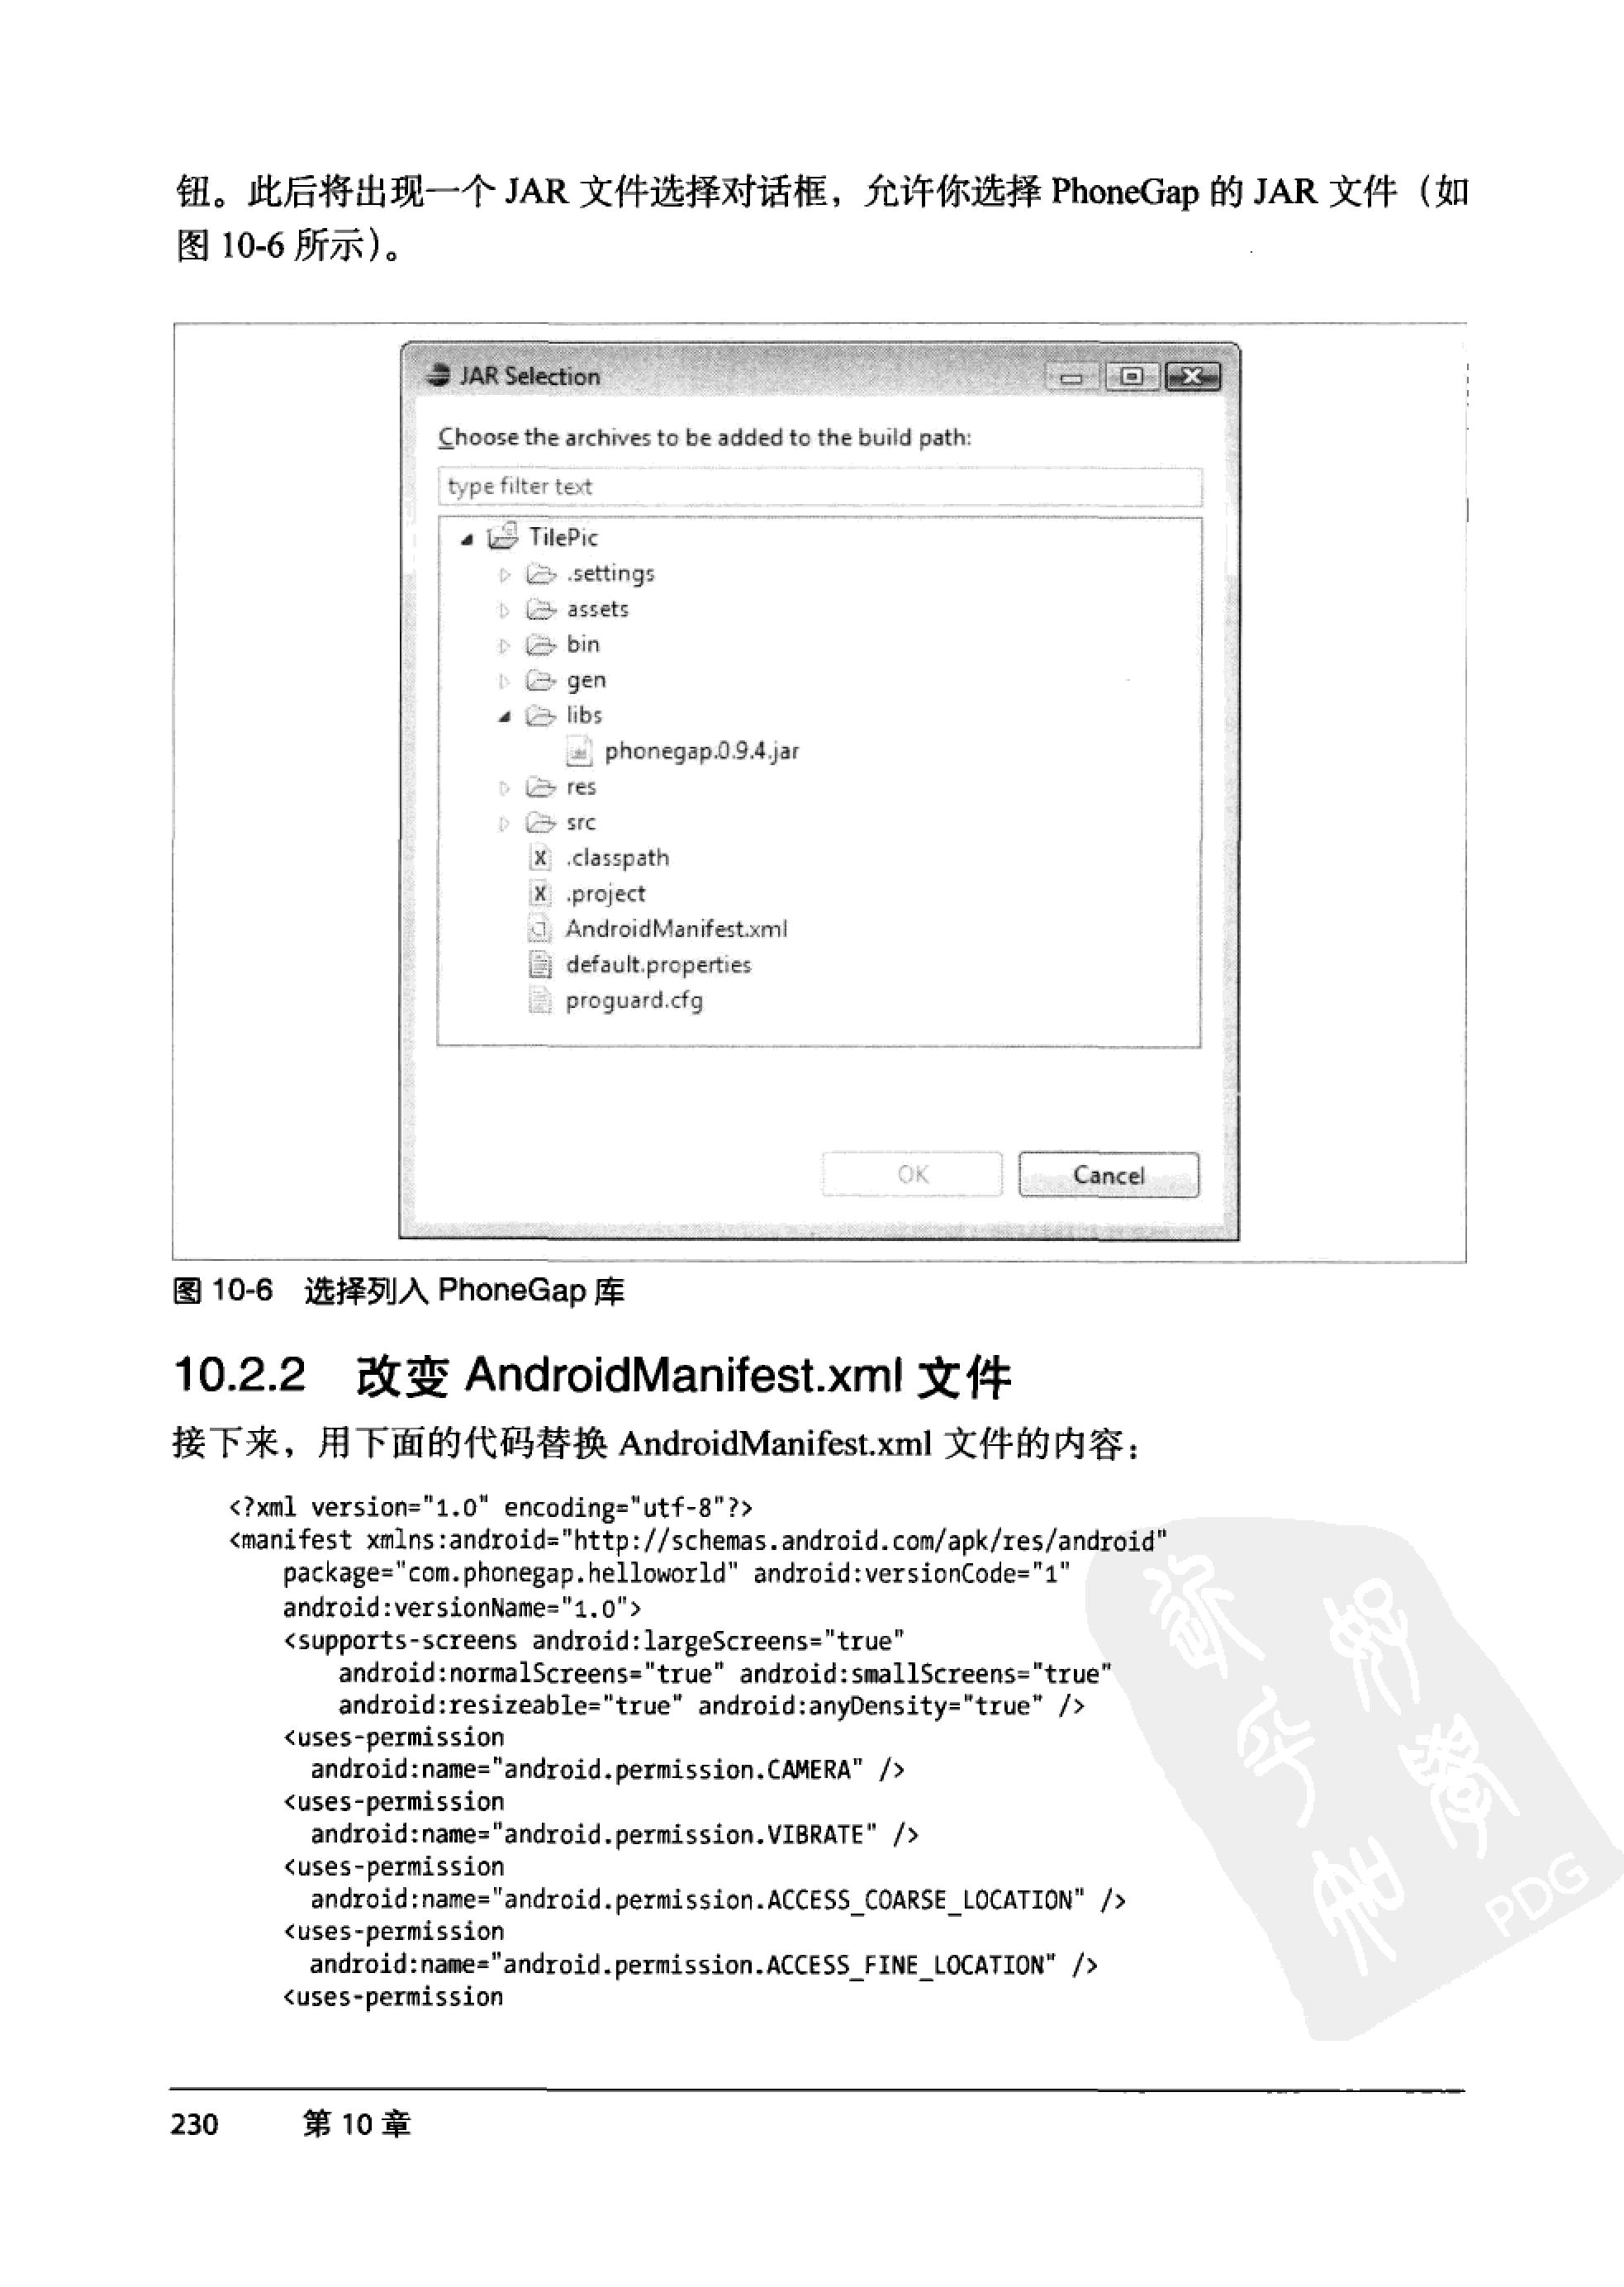 钮。此后将出现一个 JAR 文件选择对话框，允许你选择 PhoneGap 的 JAR 文件（如
图 10-6 所示）。
JAR Selection
Choose the archives to be added to the build path:
type filter text
TilePic
.settings
assets
bin
gen
libs
phonegap.0.9.4.jar
res
src
.classpath
.project
AndroidManifest.xml
default.properties
proguard.cfg
OK Cancel
图 10-6 选择列入 PhoneGap 库
10.2.2 改变 AndroidManifest.xml 文件
接下来，用下面的代码替换 AndroidManifest.xml 文件的内容：
<?xml version="1.0" encoding="utf-8"?>
<manifest xmlns:android="http://schemas.android.com/apk/res/android"
package="com.phonegap.helloworld" android:versionCode="1"
android:versionName="1.0">
<supports-screens android:largeScreens="true"
android:normalScreens="true" android:smallScreens="true"
android:resizeable="true" android:anyDensity="true" />
<uses-permission
android:name="android.permission.CAMERA" />
<uses-permission
android:name="android.permission.VIBRATE" />
<uses-permission
android:name="android.permission.ACCESS_COARSE_LOCATION" />
<uses-permission
android:name="android.permission.ACCESS_FINE_LOCATION" />
<uses-permission
PDG
230 第 10 章